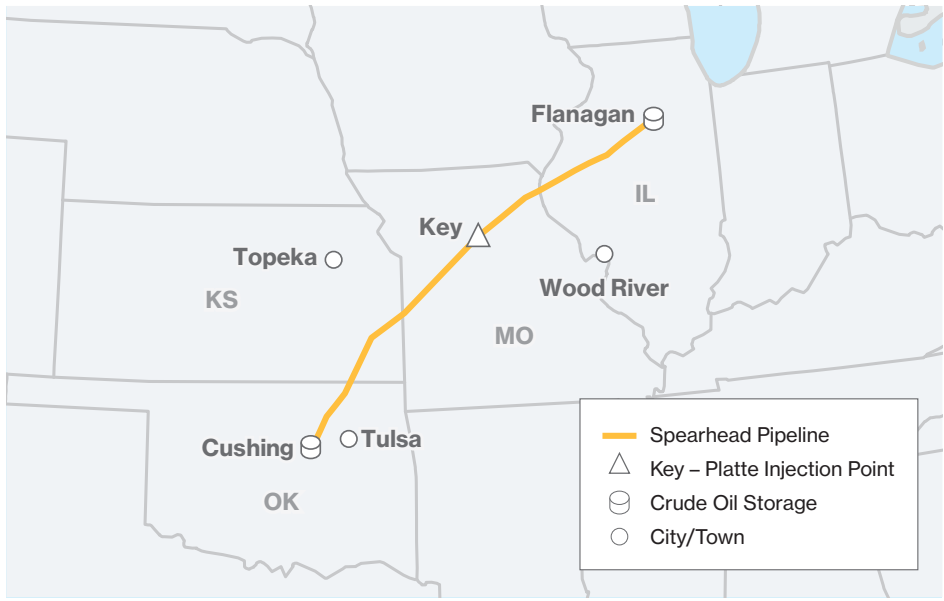 Flanagan
IL
Key
Topeka
Wood River
KS
MO
Tulsa
Cushing
OK
Spearhead Pipeline
Key – Platte Injection Point
Crude Oil Storage
City/Town